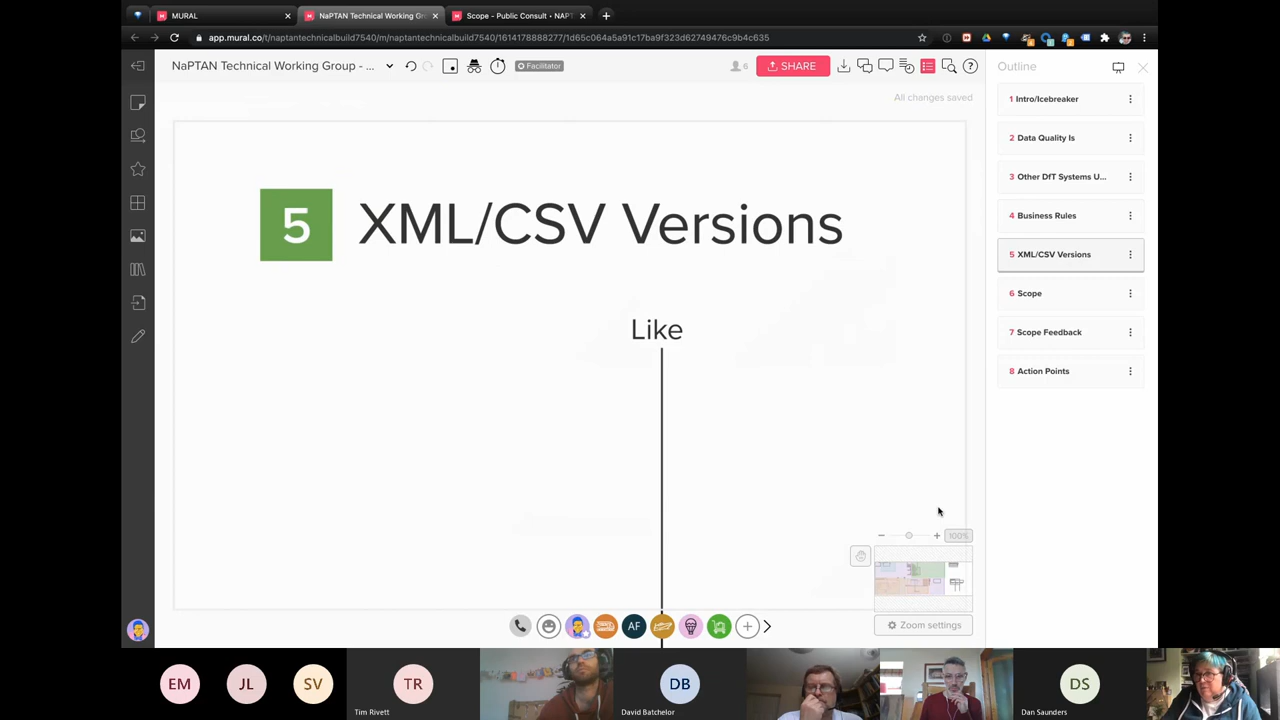 MURAL
NaPTAN Technical Working Gr
Scope - Public Consult • NAPT
app.mural.co/t/naptantechnicalbuild7540/m/naptantechnicalbuild7540/1614178888277/1d65c064a5a91c17ba9f323d62749476c9b4c635
NaPTAN Technical Working Group - ...
Facilitator
6
SHARE
?
Outline
All changes saved
1 Intro/Icebreaker
2 Data Quality Is
3 Other DfT Systems U...
4 Business Rules
5 XML/CSV Versions
6 Scope
7 Scope Feedback
8 Action Points
5 XML/CSV Versions
Like
100%
Zoom settings
AF
EM
JL
SV
TR
Tim Rivett
DB
David Batchelor
DS
Dan Saunders